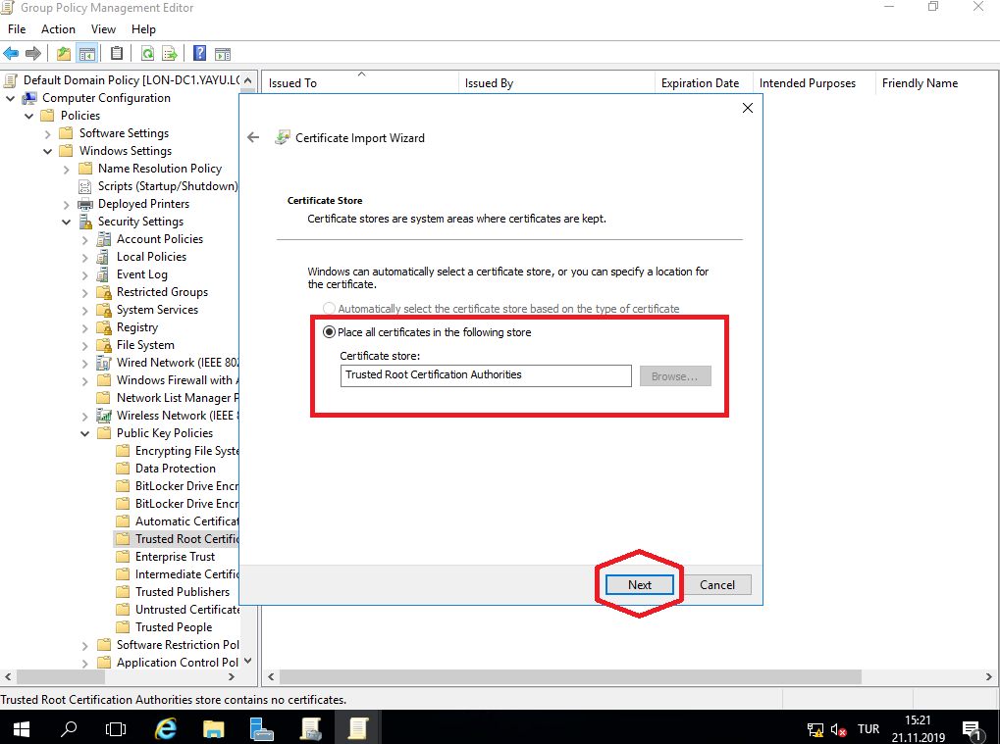 Group Policy Management Editor
File Action View Help
Default Domain Policy [LON-DC1.YAYU.LO
Computer Configuration
Policies
Software Settings
Windows Settings
Name Resolution Policy
Scripts (Startup/Shutdown)
Deployed Printers
Security Settings
Account Policies
Local Policies
Event Log
Restricted Groups
System Services
Registry
File System
Wired Network (IEEE 802
Windows Firewall with A
Network List Manager P
Wireless Network (IEEE 8
Public Key Policies
Encrypting File Syste
Data Protection
BitLocker Drive Encr
BitLocker Drive Encr
Automatic Certificat
Trusted Root Certific
Enterprise Trust
Intermediate Certific
Trusted Publishers
Untrusted Certificate
Trusted People
Software Restriction Pol
Application Control Pol
Issued To Issued By Expiration Date Intended Purposes Friendly Name
Certificate Import Wizard
Certificate Store
Certificate stores are system areas where certificates are kept.
Windows can automatically select a certificate store, or you can specify a location for
the certificate.
Automatically select the certificate store based on the type of certificate
Place all certificates in the following store
Certificate store:
Trusted Root Certification Authorities Browse...
Next Cancel
Trusted Root Certification Authorities store contains no certificates.
TUR
15:21
21.11.2019
1